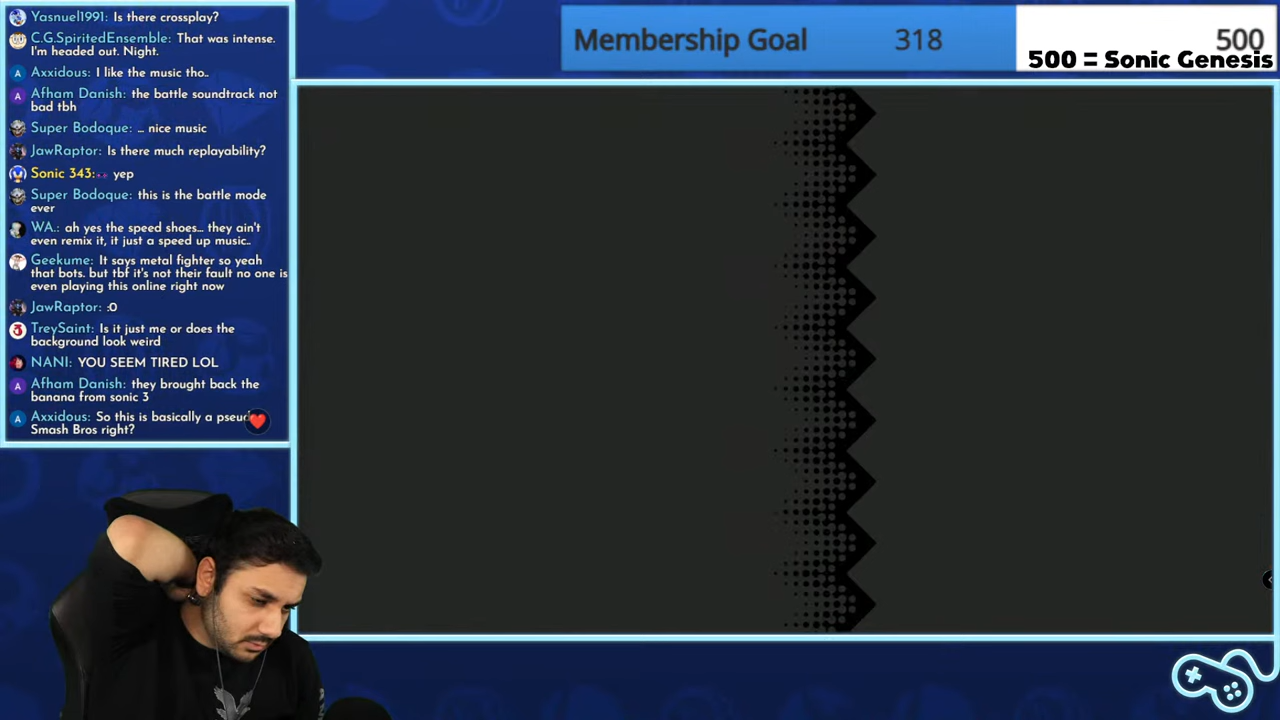 Yasnuel1991: Is there crossplay?
C.G.SpiritedEnsemble: That was intense.
I'm headed out. Night.
Axxidous: I like the music tho..
Afham Danish: the battle soundtrack not
bad tbh
Super Bodoque: ... nice music
JawRaptor: Is there much replayability?
Sonic 343: yep
Super Bodoque: this is the battle mode
ever
WA.: ah yes the speed shoes... they ain't
even remix it, it just a speed up music..
Geekume: It says metal fighter so yeah
that bots. but tbf it's not their fault no one is
even playing this online right now
JawRaptor: :O
TreySaint: Is it just me or does the
background look weird
NANI: YOU SEEM TIRED LOL
Afham Danish: they brought back the
banana from sonic 3
Axxidous: So this is basically a
Smash Bros right?
Membership Goal 318 500
500 = Sonic Genesis